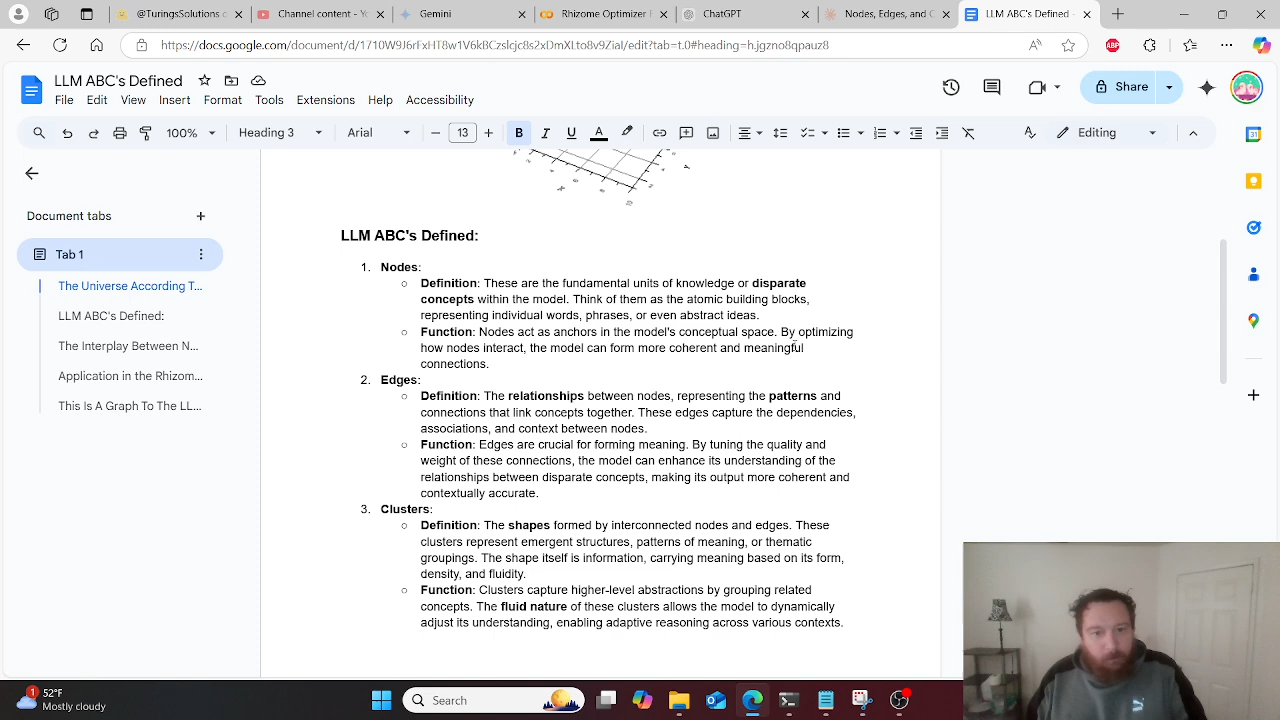 @TuringsSolutions c
Channel content - Yo
Gemini
Rhizome Optimizer F
ChatGPT
Nodes, Edges, and C
LLM ABC's Defined -
LLM ABC's Defined
File Edit View Insert Format Tools Extensions Help Accessibility
Share
100% Heading 3 Arial 13 B I U A Editing
Document tabs
Tab 1
The Universe According T...
LLM ABC's Defined:
The Interplay Between N...
Application in the Rhizom...
This Is A Graph To The LL...
X
Y
LLM ABC's Defined:
1. Nodes:
○ Definition: These are the fundamental units of knowledge or disparate
concepts within the model. Think of them as the atomic building blocks,
representing individual words, phrases, or even abstract ideas.
○ Function: Nodes act as anchors in the model's conceptual space. By optimizing
how nodes interact, the model can form more coherent and meaningful
connections.
2. Edges:
○ Definition: The relationships between nodes, representing the patterns and
connections that link concepts together. These edges capture the dependencies,
associations, and context between nodes.
○ Function: Edges are crucial for forming meaning. By tuning the quality and
weight of these connections, the model can enhance its understanding of the
relationships between disparate concepts, making its output more coherent and
contextually accurate.
3. Clusters:
○ Definition: The shapes formed by interconnected nodes and edges. These
clusters represent emergent structures, patterns of meaning, or thematic
groupings. The shape itself is information, carrying meaning based on its form,
density, and fluidity.
○ Function: Clusters capture higher-level abstractions by grouping related
concepts. The fluid nature of these clusters allows the model to dynamically
adjust its understanding, enabling adaptive reasoning across various contexts.
1
52°F
Mostly cloudy
Search